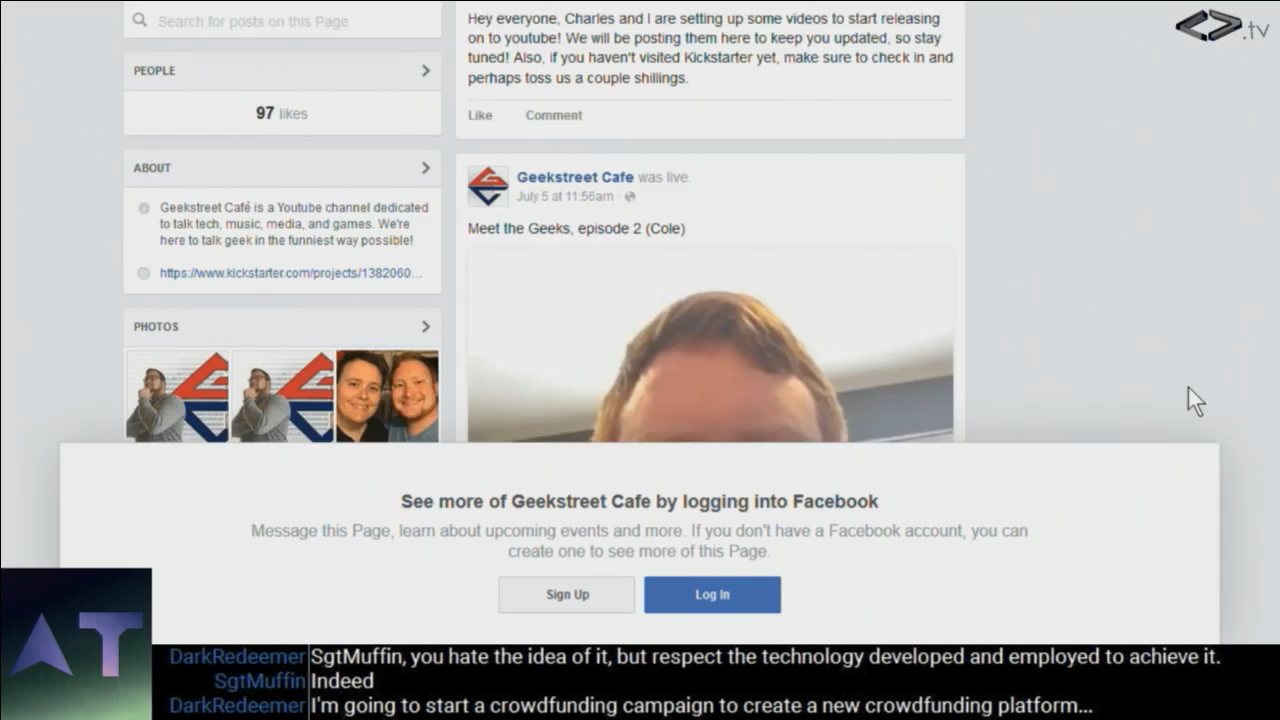 Search for posts on this Page
PEOPLE
97 likes
ABOUT
Geekstreet Café is a Youtube channel dedicated
to talk tech, music, media, and games. We're
here to talk geek in the funniest way possible!
https://www.kickstarter.com/projects/1382060...
PHOTOS
Hey everyone, Charles and I are setting up some videos to start releasing
on to youtube! We will be posting them here to keep you updated, so stay
tuned! Also, if you haven't visited Kickstarter yet, make sure to check in and
perhaps toss us a couple shillings.
Like Comment
Geekstreet Cafe was live.
July 5 at 11:56am ·
Meet the Geeks, episode 2 (Cole)
.tv
See more of Geekstreet Cafe by logging into Facebook
Message this Page, learn about upcoming events and more. If you don't have a Facebook account, you can
create one to see more of this Page.
Sign Up Log In
AT
DarkRedeemer SgtMuffin, you hate the idea of it, but respect the technology developed and employed to achieve it.
SgtMuffin Indeed
DarkRedeemer I'm going to start a crowdfunding campaign to create a new crowdfunding platform...